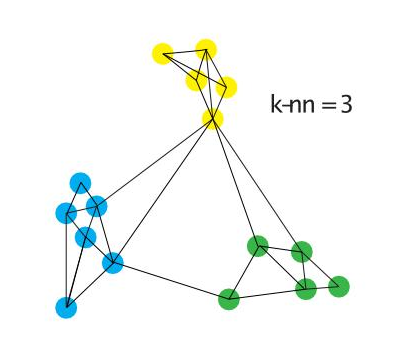 k-nn = 3